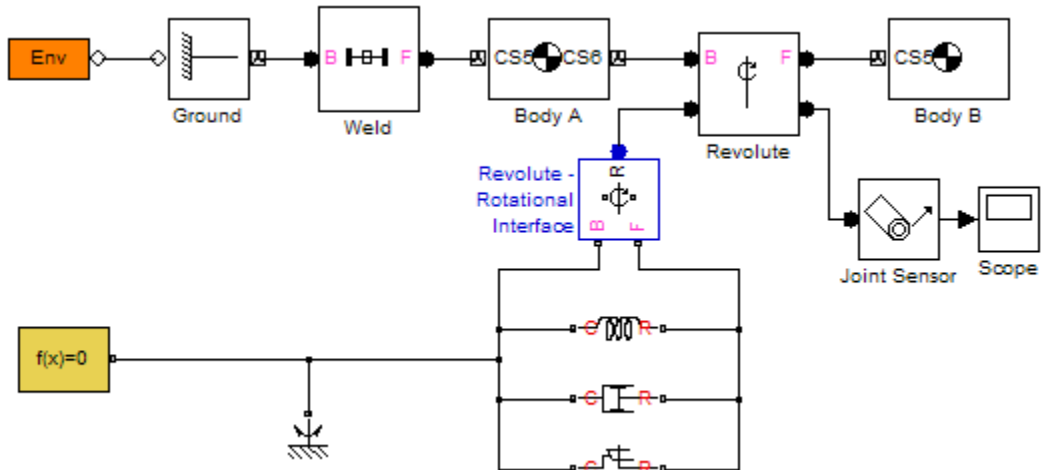 Env
Ground
B F
Weld
CS5 CS6
Body A
B F
Revolute
CS5
Body B
Revolute -
Rotational
Interface
R
B F
Joint Sensor
Scope
f(x)=0
C R
C R
C R